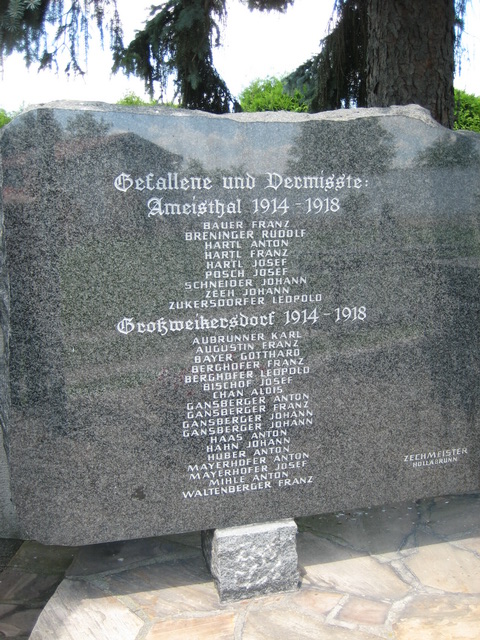 Gefallene und Vermisste:
Ameisthal 1914 - 1918
BAUER FRANZ
BRENINGER RUDOLF
HARTL ANTON
HARTL FRANZ
HARTL JOSEF
POSCH JOSEF
SCHNEIDER JOHANN
ZEEH JOHANN
ZUKERSDORFER LEOPOLD
Großweikersdorf 1914 - 1918
AUBRUNNER KARL
AUGUSTIN FRANZ
BAYER GOTTHARD
BERGHOFER FRANZ
BERGHOFER LEOPOLD
BISCHOF JOSEF
CHAN ALOIS
GANSBERGER ANTON
GANSBERGER FRANZ
GANSBERGER JOHANN
GANSBERGER JOHANN
HAAS ANTON
HAHN JOHANN
HUBER ANTON
MAYERHOFER ANTON
MAYERHOFER JOSEF
MIHLE ANTON
WALTENBERGER FRANZ
ZECHMEISTER
HOLLABRUNN